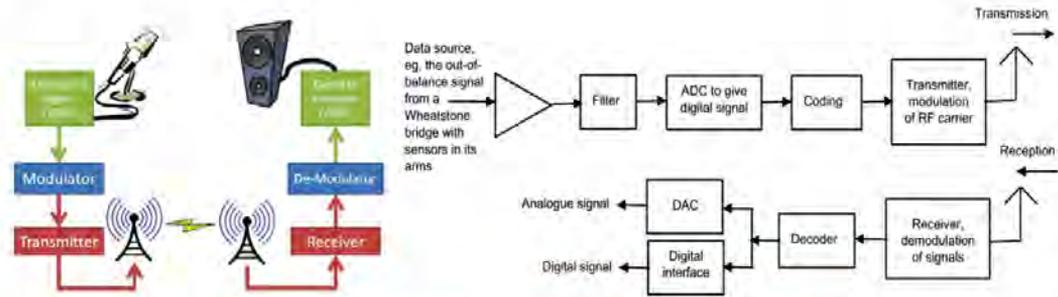 Modulator
Transmitter
De-Modulator
Receiver
Data source,
eg, the out-of-
balance signal
from a
Wheatstone
bridge with
sensors in its
arms
Filter
ADC to give
digital signal
Coding
Transmitter,
modulation
of RF carrier
Transmission
Reception
Analogue signal
DAC
Digital signal
Digital
interface
Decoder
Receiver,
demodulation
of signals